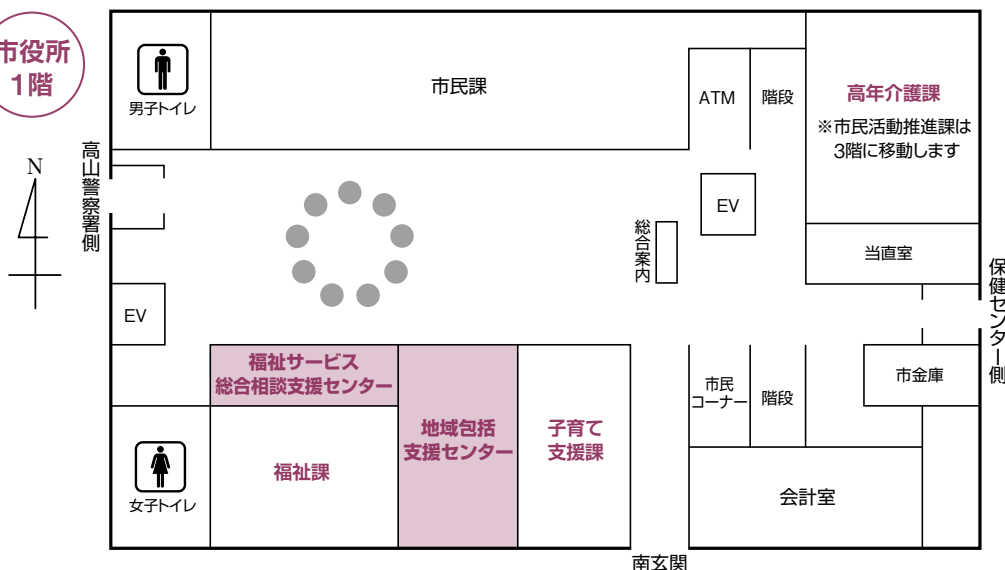 市役所
1階
N
高山警察署側
男子トイレ
市民課
ATM
階段
高年介護課
※市民活動推進課は
3階に移動します
EV
総合案内
当直室
保健センター側
EV
福祉サービス
総合相談支援センター
地域包括
支援センター
子育て
支援課
市民
コーナー
階段
市金庫
女子トイレ
福祉課
会計室
南玄関